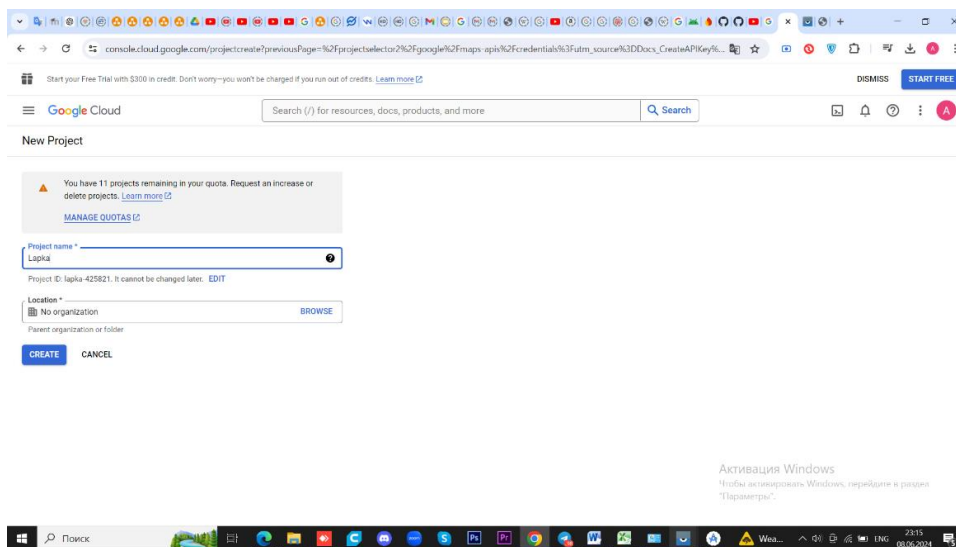 console.cloud.google.com/projectcreate?previousPage=%2Fprojectselector2%2Fgoogle%2Fmaps-apis%2Fcredentials%3Futm_source%3DDocs_CreateAPIKey%...
Start your Free Trial with $300 in credit. Don't worry—you won't be charged if you run out of credits. Learn more
DISMISS
START FREE
Google Cloud
Search (/) for resources, docs, products, and more
Search
A
New Project
You have 11 projects remaining in your quota. Request an increase or
delete projects. Learn more
MANAGE QUOTAS
Project name *
Lapka
Project ID: lapka-425821. It cannot be changed later. EDIT
Location *
No organization
BROWSE
Parent organization or folder
CREATE
CANCEL
Активация Windows
Чтобы активировать Windows, перейдите в раздел
"Параметры".
Поиск
Wea...
ENG
23:15
08.06.2024